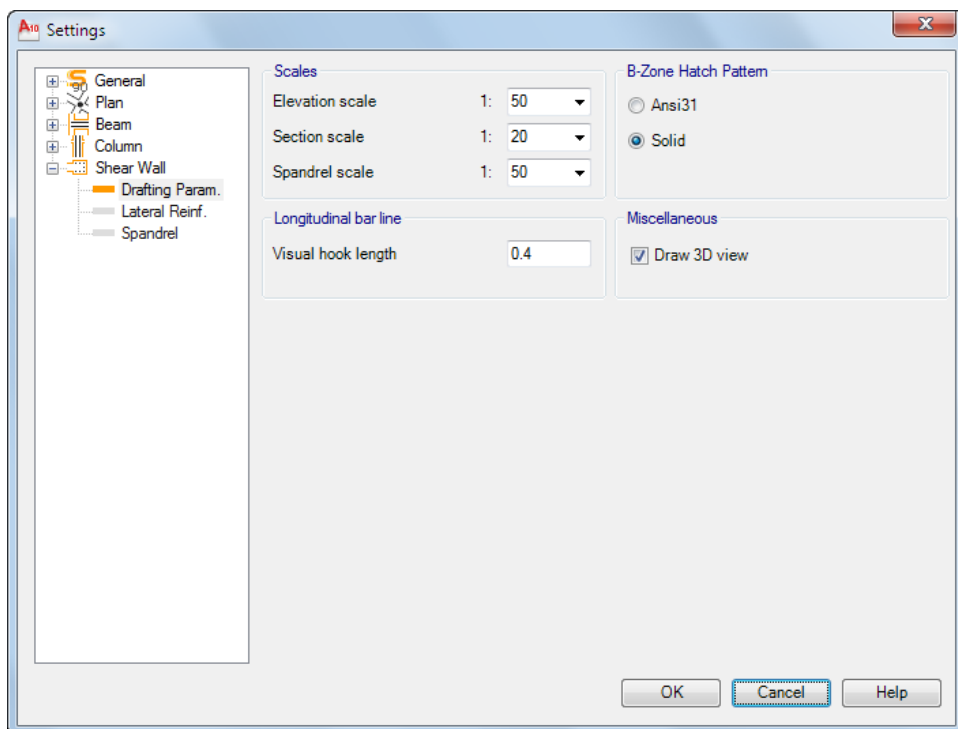 A10 Settings
General
Plan
Beam
Column
Shear Wall
Drafting Param.
Lateral Reinf.
Spandrel
Scales
Elevation scale 1: 50
Section scale 1: 20
Spandrel scale 1: 50
B-Zone Hatch Pattern
Ansi31
Solid
Longitudinal bar line
Visual hook length 0.4
Miscellaneous
Draw 3D view
OK Cancel Help